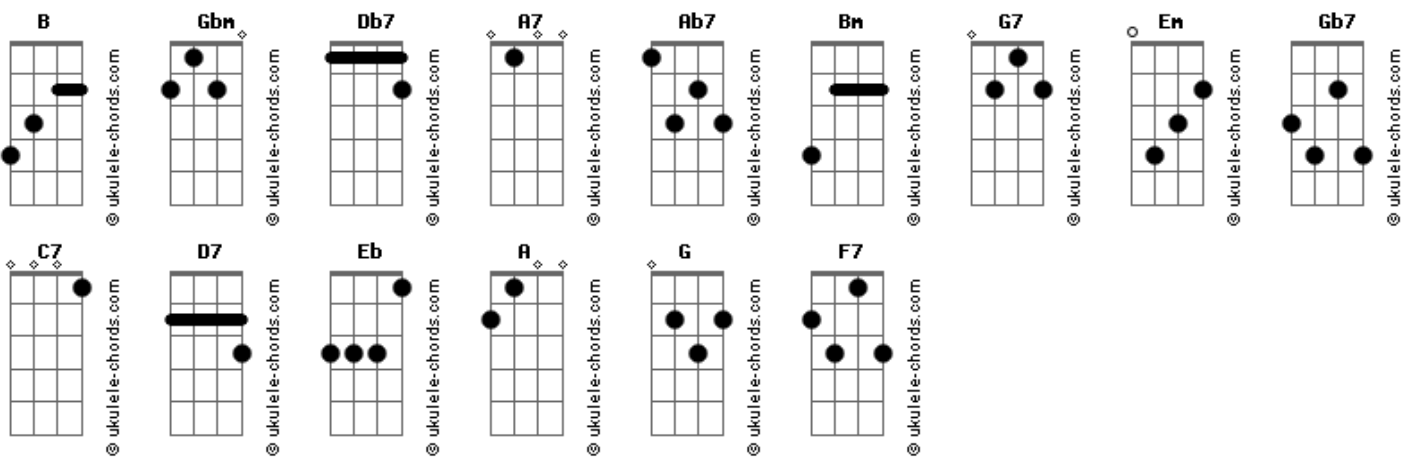 B Gbm Db7 A7 Ab7 Bm G7 Em Gb7
© ukulele-chords.com © ukulele-chords.com © ukulele-chords.com © ukulele-chords.com © ukulele-chords.com © ukulele-chords.com © ukulele-chords.com © ukulele-chords.com © ukulele-chords.com
C7 D7 Eb A G F7
© ukulele-chords.com © ukulele-chords.com © ukulele-chords.com © ukulele-chords.com © ukulele-chords.com © ukulele-chords.com